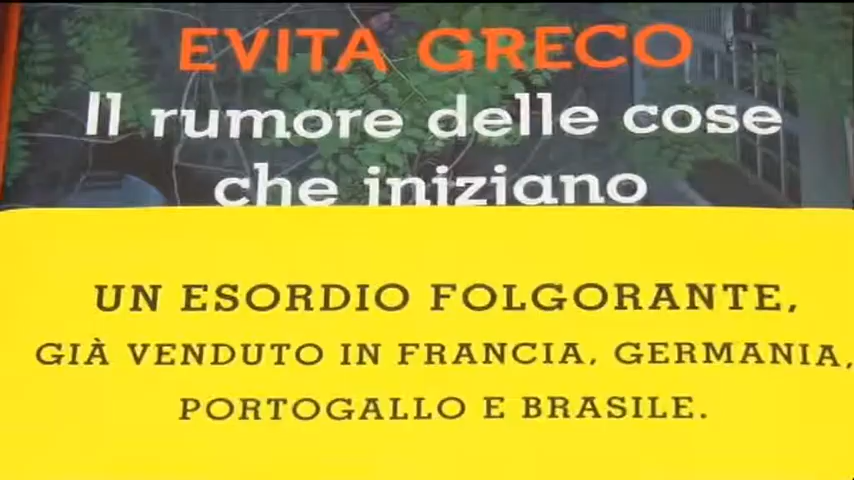 EVITA GRECO
Il rumore delle cose
che iniziano
UN ESORDIO FOLGORANTE,
GIÀ VENDUTO IN FRANCIA, GERMANIA,
PORTOGALLO E BRASILE.